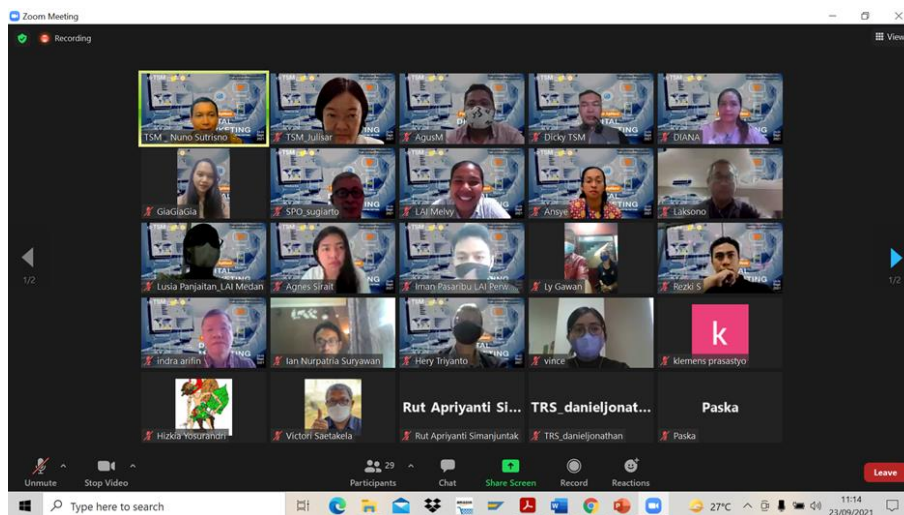 Zoom Meeting
Recording
View
TSM _ Nuno Sutrisno
TSM_Julisar
AgusM
Dicky TSM
DIANA
GiaGiaGia
SPO_sugiarto
LAI Melvy
Ansye
Laksono
1/2
Lusia Panjaitan_LAI Medan
Agnes Sirait
Iman Pasaribu LAI Perw...
Ly Gawan
Rezki S
1/2
indra arifin
Ian Nurpatria Suryawan
Hery Triyanto
vince
k
klemens prasastyo
Hizkia Yosurandri
Victori Saetakela
Rut Apriyanti Si...
Rut Apriyanti Simanjuntak
TRS_danieljonat...
TRS_danieljonathan
Paska
Paska
Unmute
Stop Video
29
Participants
Chat
Share Screen
Record
Reactions
Leave
Type here to search
27°C
11:14
23/09/2021